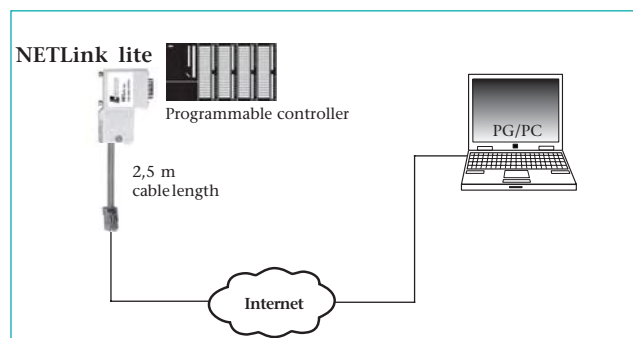 NETLink lite
Programmable controller
2,5 m
cable length
PG/PC
Internet